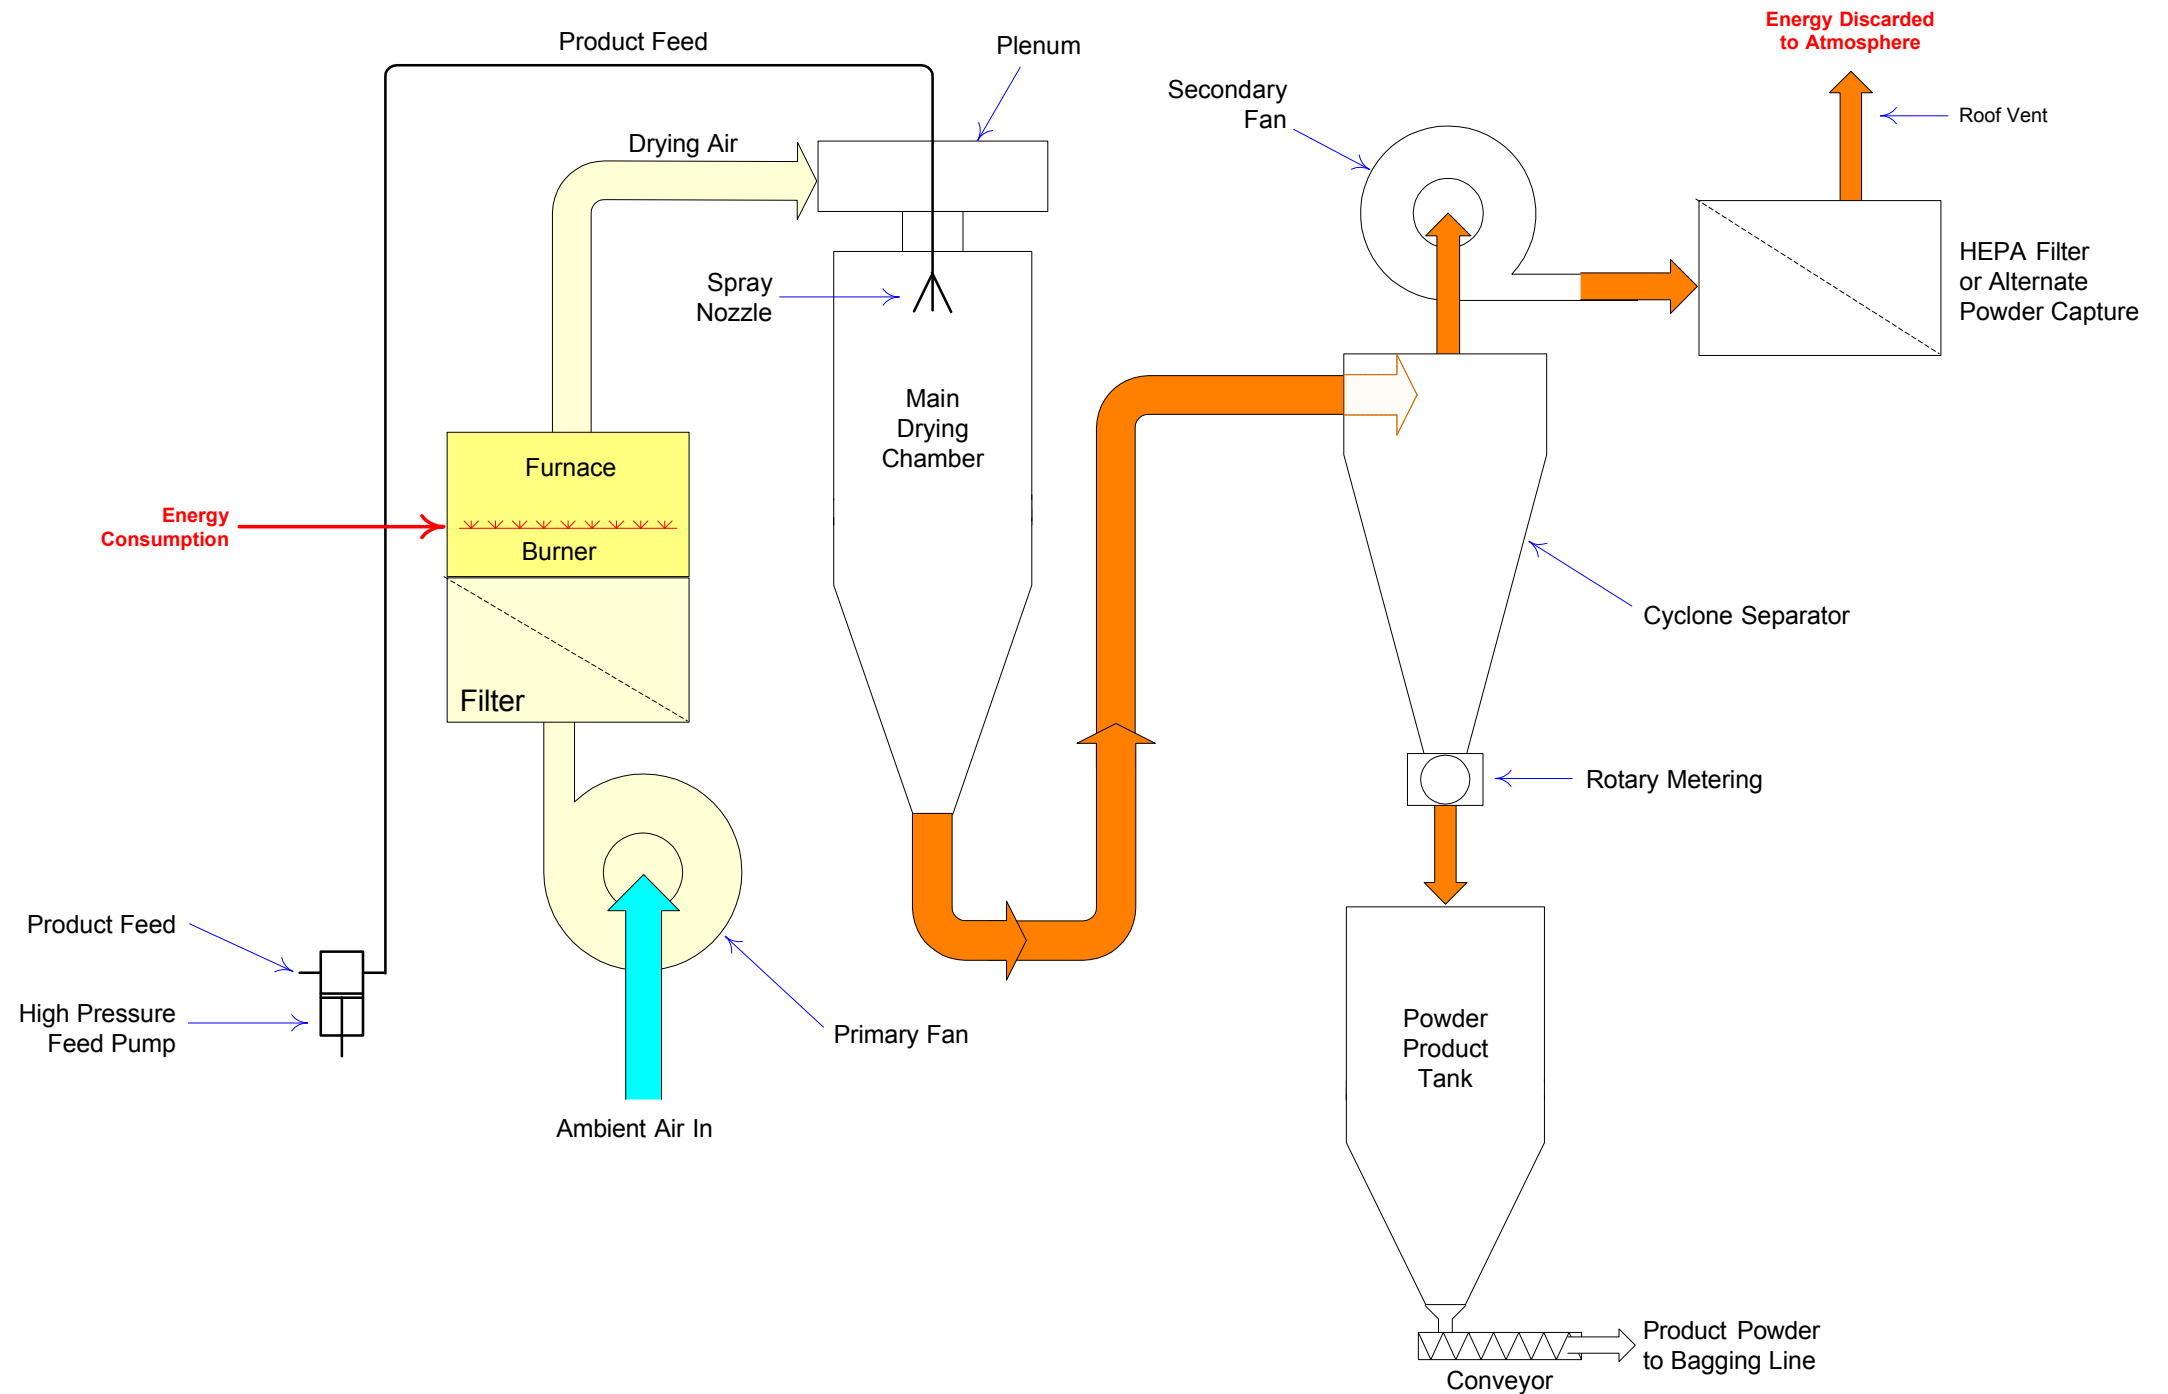 Energy Discarded
to Atmosphere
Product Feed
Plenum
Secondary
Fan
Roof Vent
Drying Air
HEPA Filter
or Alternate
Powder Capture
Spray
Nozzle
Main
Drying
Chamber
Furnace
Energy
Consumption
Burner
Cyclone Separator
Filter
Rotary Metering
Product Feed
High Pressure
Feed Pump
Primary Fan
Powder
Product
Tank
Ambient Air In
Product Powder
to Bagging Line
Conveyor